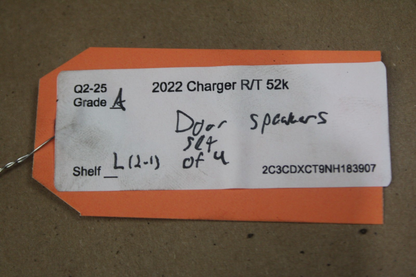 Q2-25 2022 Charger R/T 52k
Grade A
Door speakers
set
of 4
Shelf L(2-1) 2C3CDXCT9NH183907